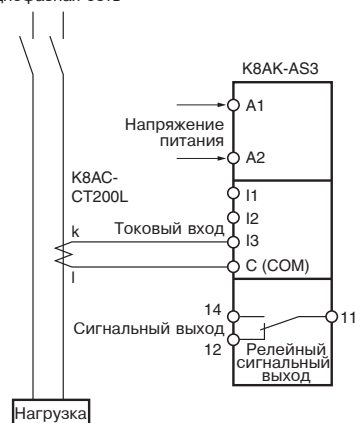 K8AK-AS3
A1
Напряжение
питания
A2
K8AC-
CT200L
I1
I2
k
Токовый вход
I3
l
C (COM)
14
11
Сигнальный выход
12
Релейный
сигнальный
выход
Нагрузка